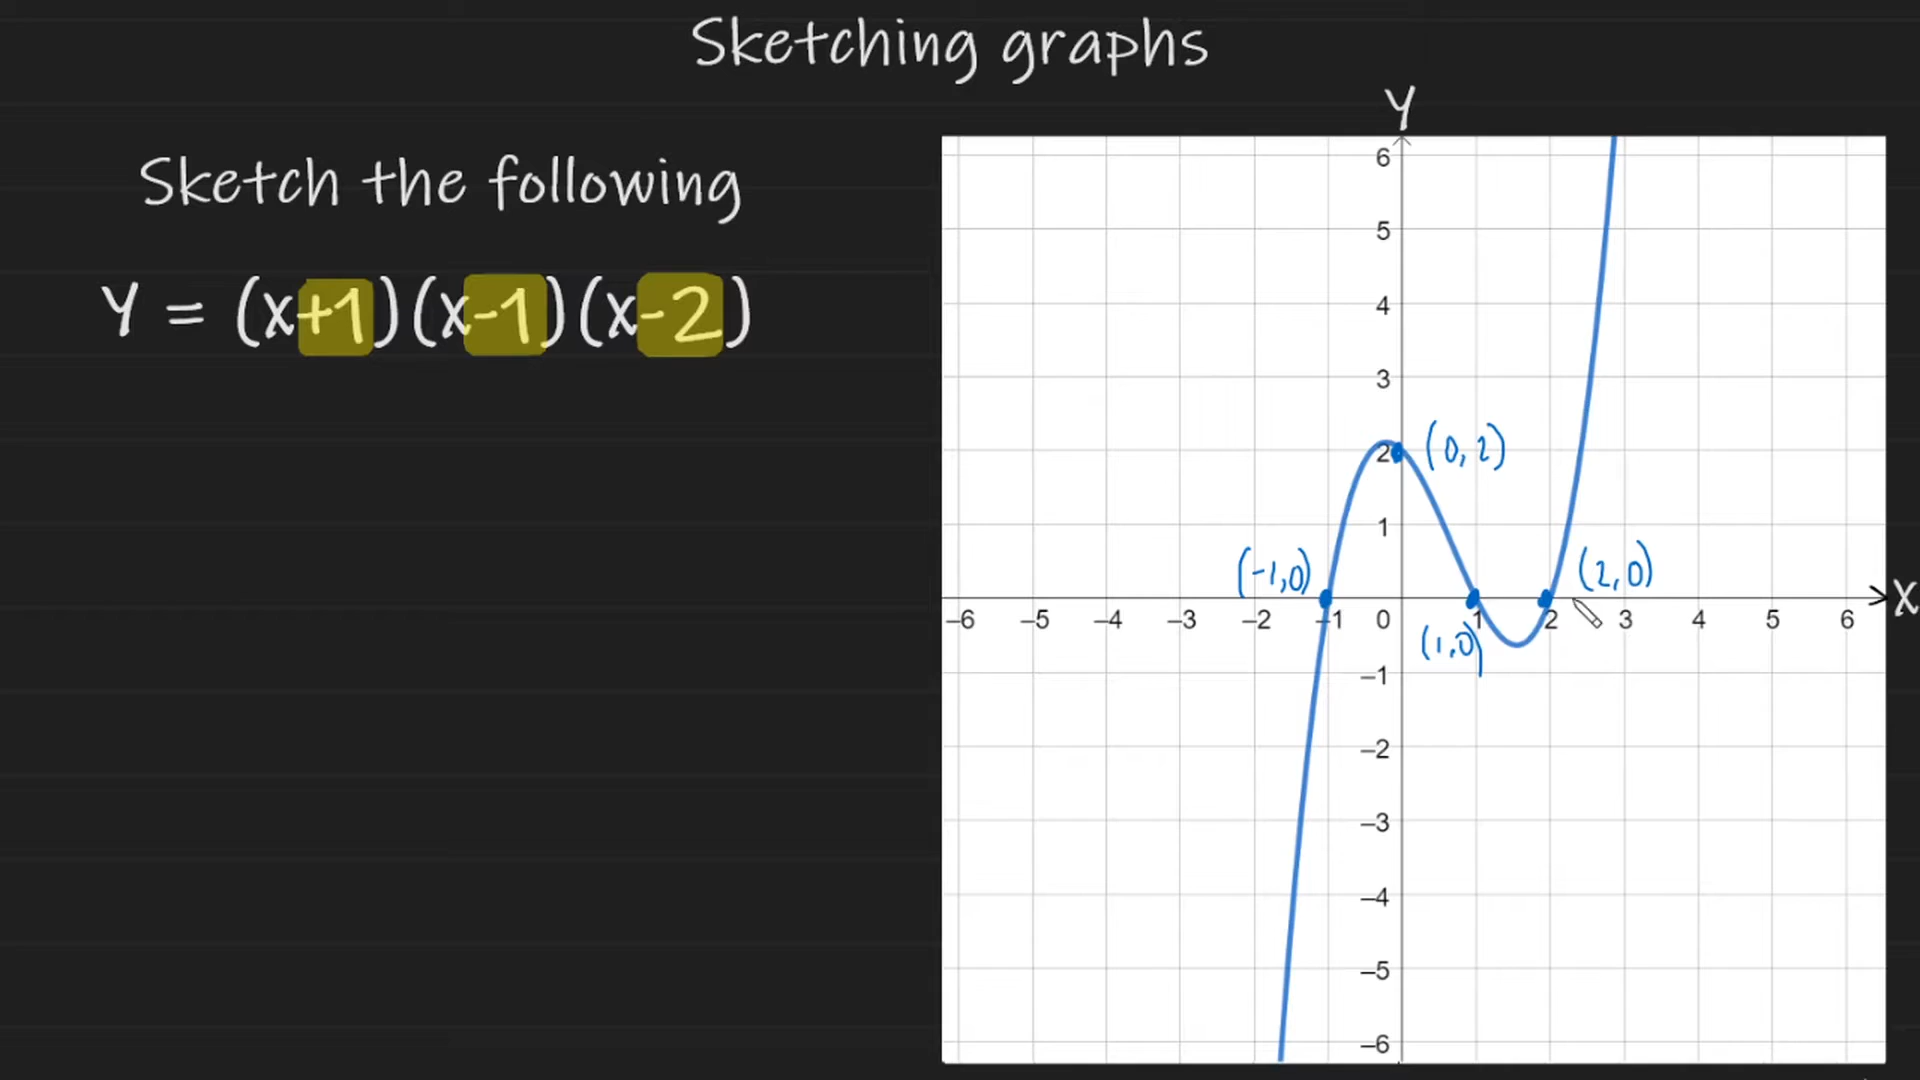 Sketching graphs
Sketch the following
Y = (x+1)(x-1)(x-2)
Y
6
5
4
3
2
(0,2)
1
(-1,0)
(2,0)
X
–6 –5 –4 –3 –2 –1 0 1 2 3 4 5 6
(1,0)
–1
–2
–3
–4
–5
–6